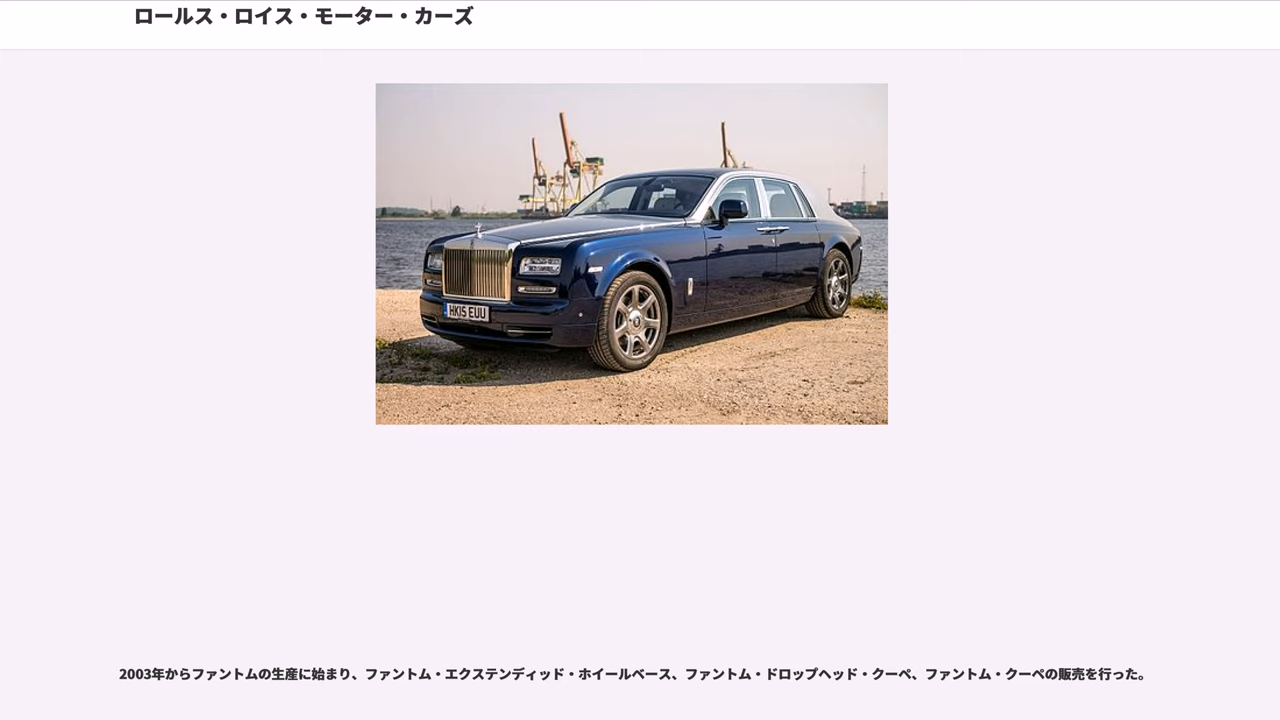 ロールス・ロイス・モーター・カーズ
HK15 EUU
2003年からファントムの生産に始まり、ファントム・エクステンディッド・ホイールベース、ファントム・ドロップヘッド・クーペ、ファントム・クーペの販売を行った。